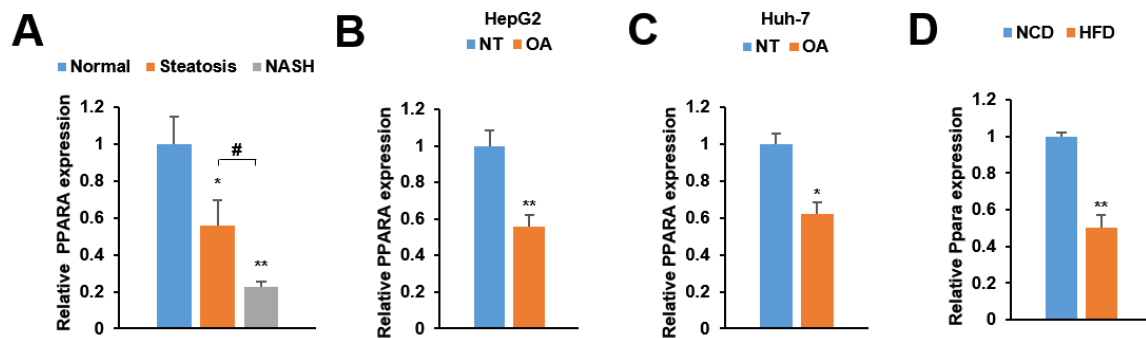 A
Normal Steatosis NASH
Relative PPARA expression
1.2
1
0.8
0.6
0.4
0.2
0
*
#
**
B
HepG2
NT OA
Relative PPARA expression
1.2
1
0.8
0.6
0.4
0.2
0
**
C
Huh-7
NT OA
Relative PPARA expression
1.2
1
0.8
0.6
0.4
0.2
0
*
D
NCD HFD
Relative Ppara expression
1.2
1
0.8
0.6
0.4
0.2
0
**